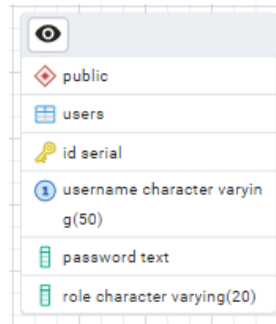 public
users
id serial
username character varyin
g(50)
password text
role character varying(20)